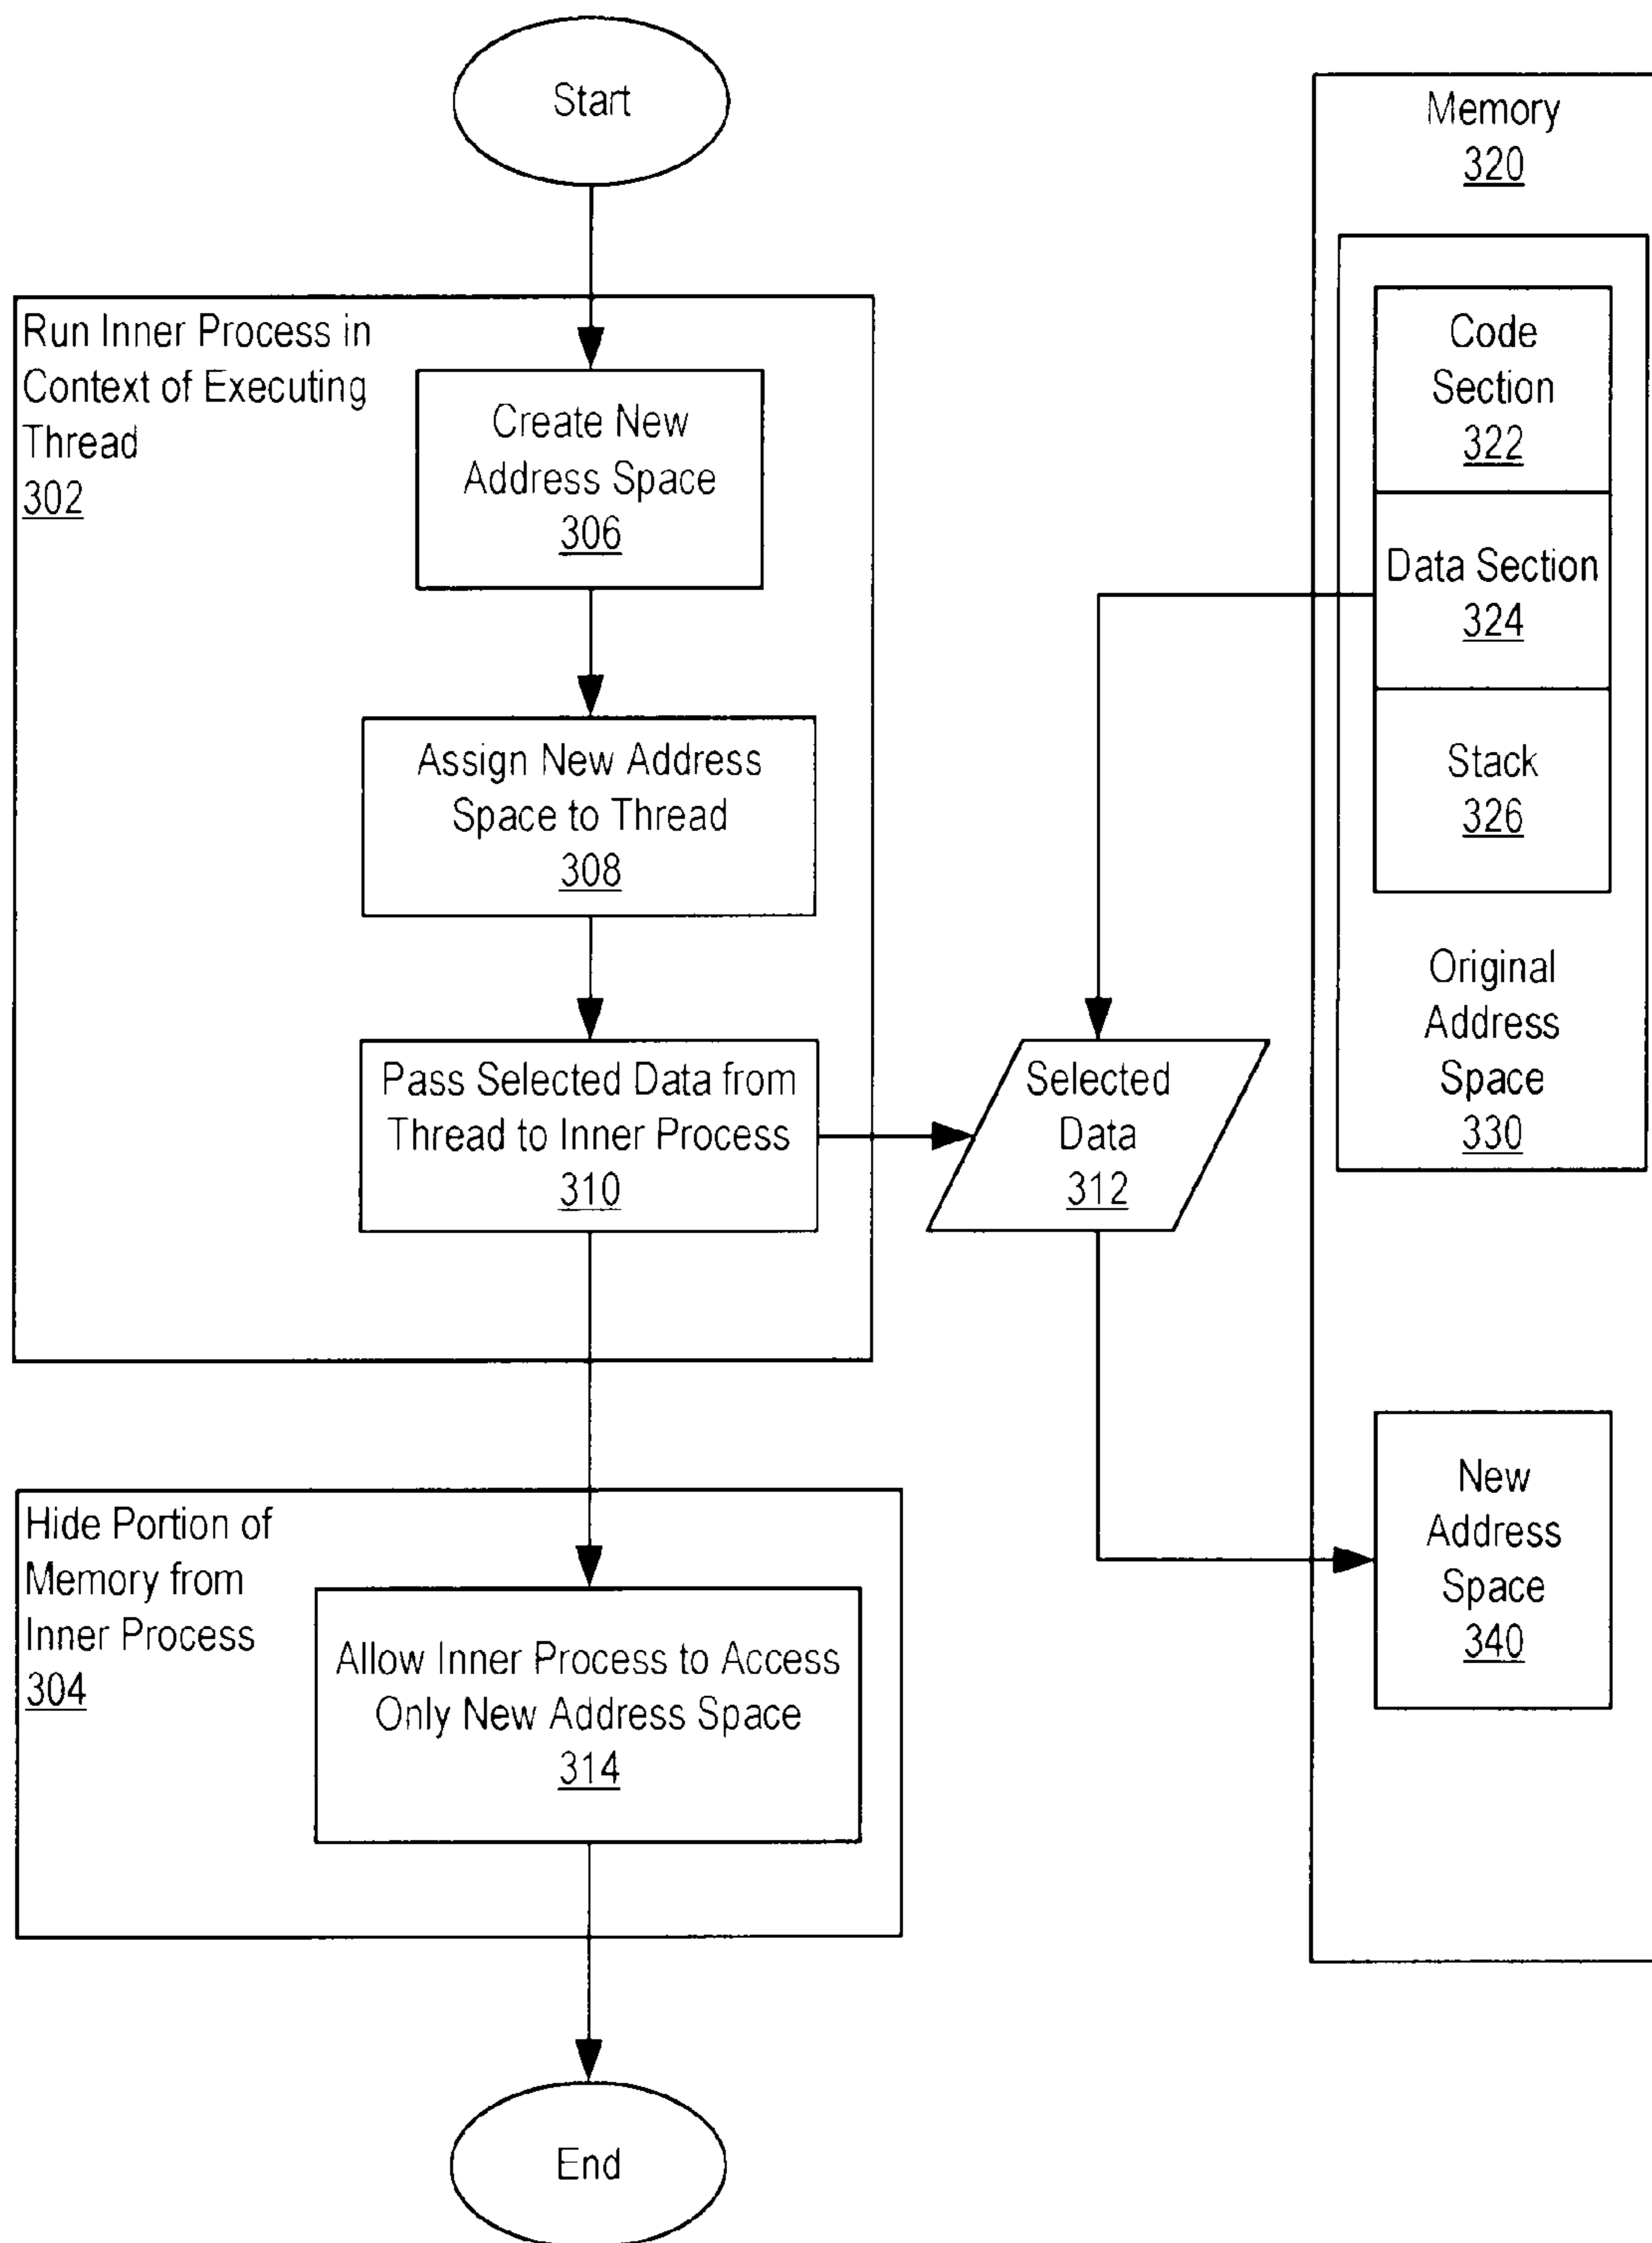 Start
Run Inner Process in
Context of Executing
Thread
302
Create New
Address Space
306
Assign New Address
Space to Thread
308
Pass Selected Data from
Thread to Inner Process
310
Selected
Data
312
Hide Portion of
Memory from
Inner Process
304
Allow Inner Process to Access
Only New Address Space
314
End
Memory
320
Code
Section
322
Data Section
324
Stack
326
Original
Address
Space
330
New
Address
Space
340